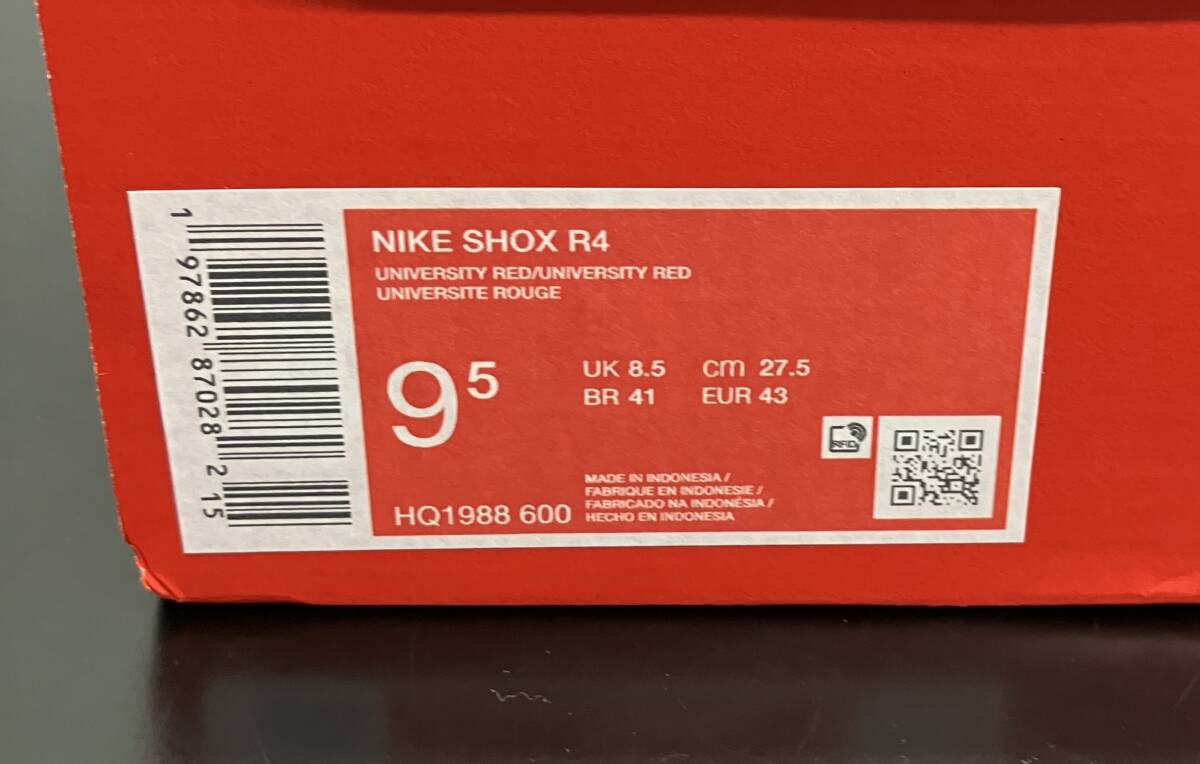 NIKE SHOX R4
UNIVERSITY RED/UNIVERSITY RED
UNIVERSITE ROUGE
9 5
UK 8.5 cm 27.5
BR 41 EUR 43
RFID
MADE IN INDONESIA /
FABRIQUE EN INDONESIE /
FABRICADO NA INDONÉSIA /
HECHO EN INDONESIA
HQ1988 600
1 97862 87028 2 15